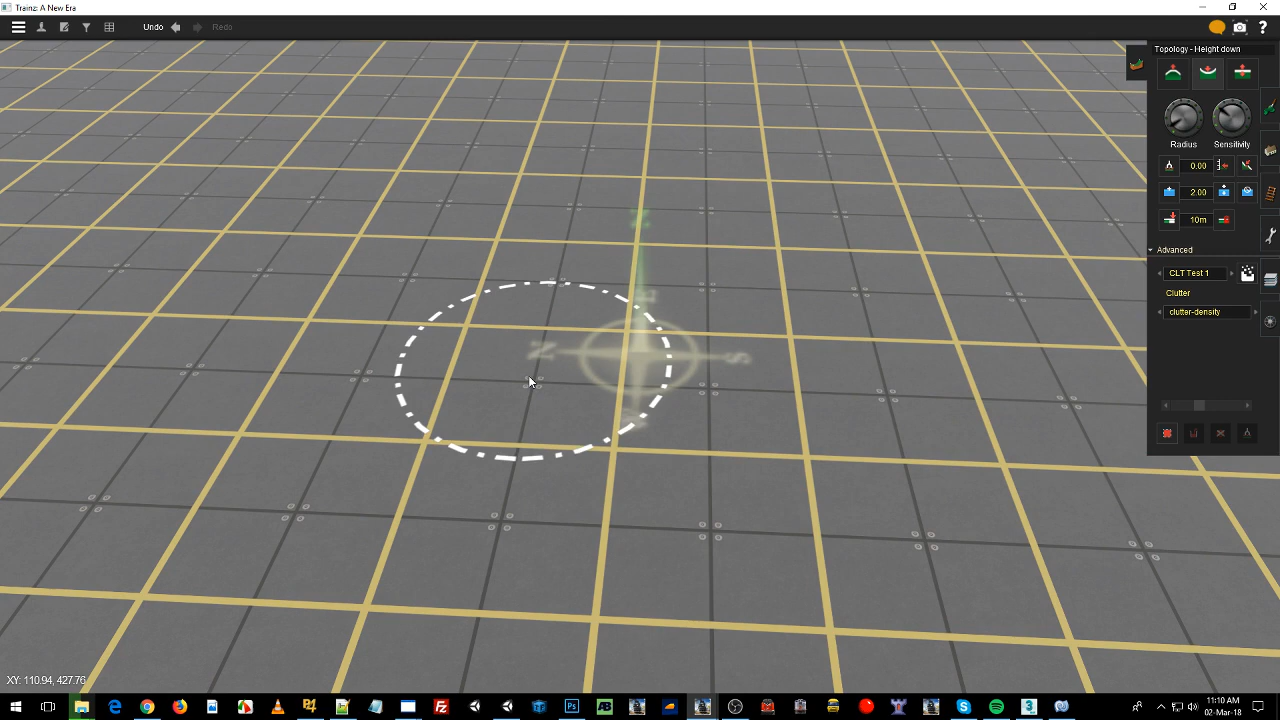 Trainz: A New Era
Undo
Redo
?
Topology - Height down
Radius
Sensitivity
0.00
2.00
10m
Advanced
CLT Test 1
Clutter
clutter-density
N
S
XY: 110.94, 427.76
11:10 AM
02-Mar-18